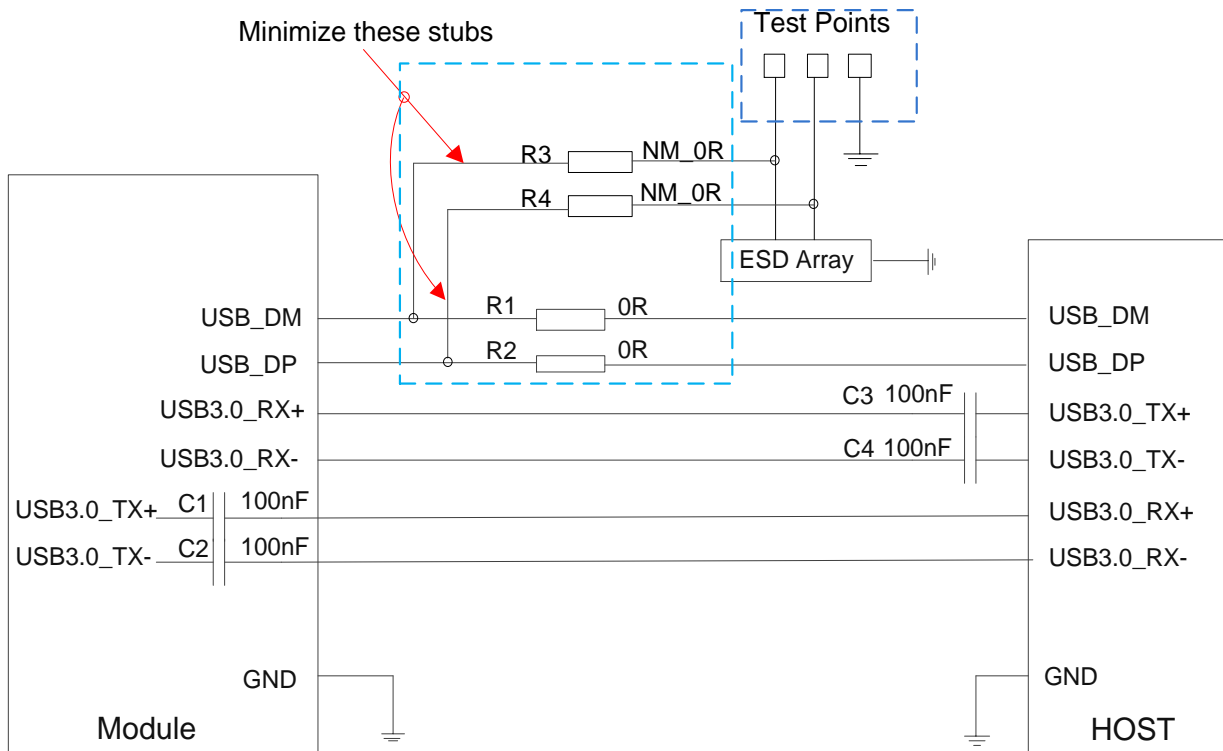 Test Points
Minimize these stubs
R3 NM_0R
R4 NM_0R
ESD Array
USB_DM R1 0R USB_DM
USB_DP R2 0R USB_DP
USB3.0_RX+ C3 100nF USB3.0_TX+
USB3.0_RX- C4 100nF USB3.0_TX-
USB3.0_TX+ C1 100nF USB3.0_RX+
USB3.0_TX- C2 100nF USB3.0_RX-
GND GND
Module HOST